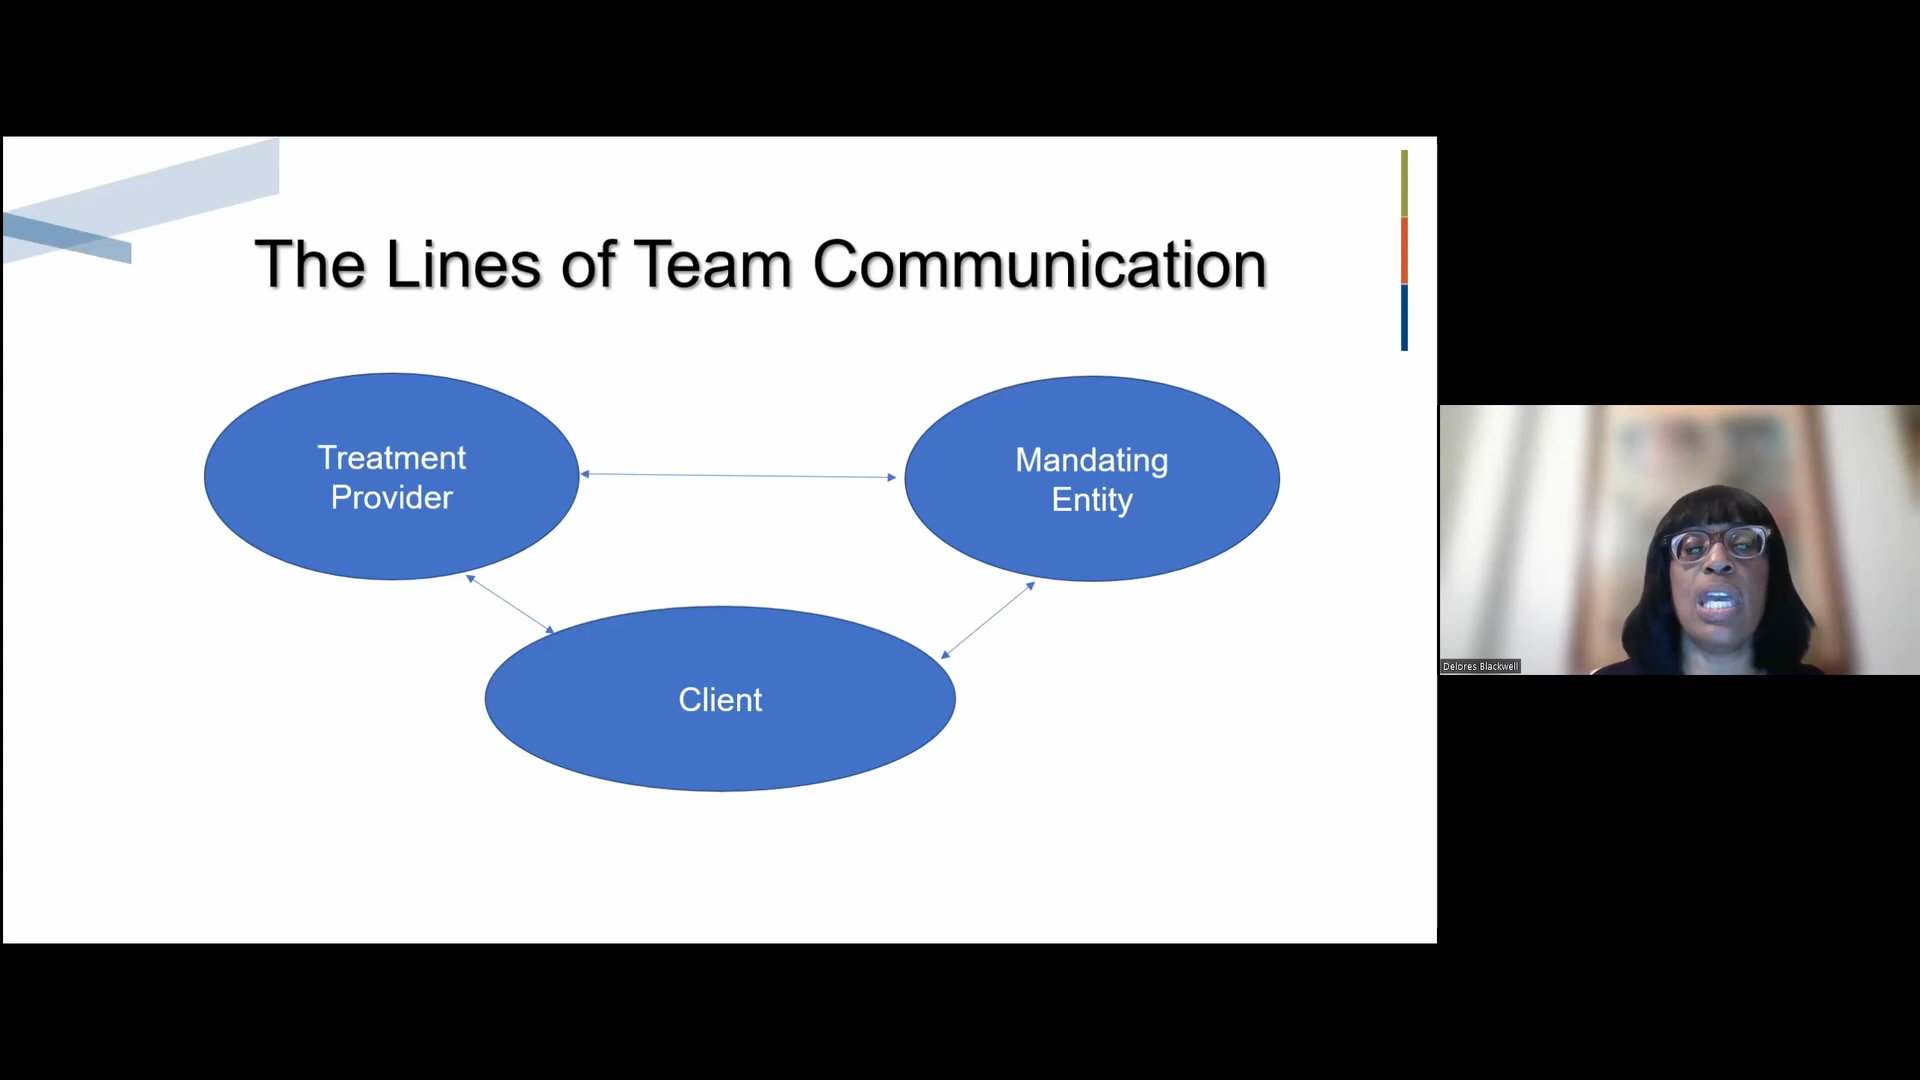 The Lines of Team Communication
Treatment
Provider
Mandating
Entity
Client
Delores Blackwell